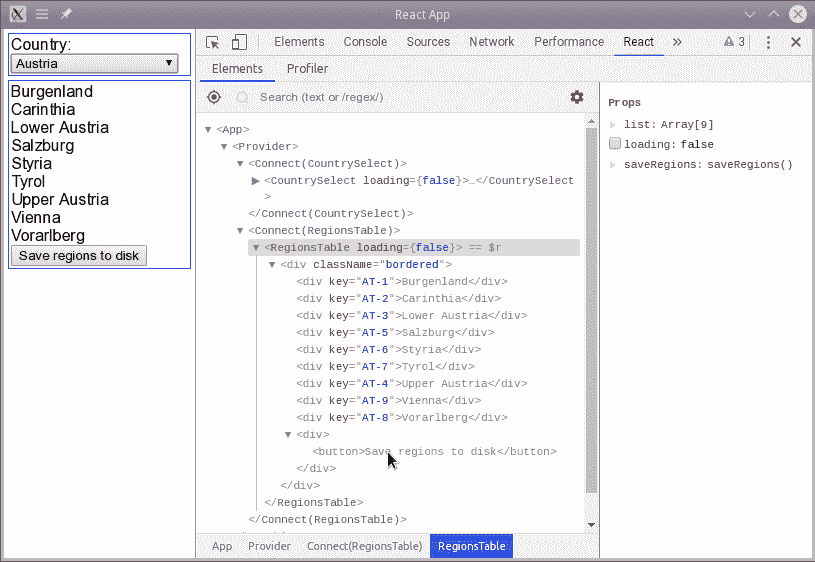 React App
Country:
Austria
Burgenland
Carinthia
Lower Austria
Salzburg
Styria
Tyrol
Upper Austria
Vienna
Vorarlberg
Save regions to disk
Elements Console Sources Network Performance React » 3
Elements Profiler
Search (text or /regex/)
<App>
<Provider>
<Connect(CountrySelect)>
<CountrySelect loading={false}>…</CountrySelect
>
</Connect(CountrySelect)>
<Connect(RegionsTable)>
<RegionsTable loading={false}> == $r
<div className="bordered">
<div key="AT-1">Burgenland</div>
<div key="AT-2">Carinthia</div>
<div key="AT-3">Lower Austria</div>
<div key="AT-5">Salzburg</div>
<div key="AT-6">Styria</div>
<div key="AT-7">Tyrol</div>
<div key="AT-4">Upper Austria</div>
<div key="AT-9">Vienna</div>
<div key="AT-8">Vorarlberg</div>
<div>
<button>Save regions to disk</button>
</div>
</div>
</RegionsTable>
</Connect(RegionsTable)>
App Provider Connect(RegionsTable) RegionsTable
Props
list: Array[9]
loading: false
saveRegions: saveRegions()